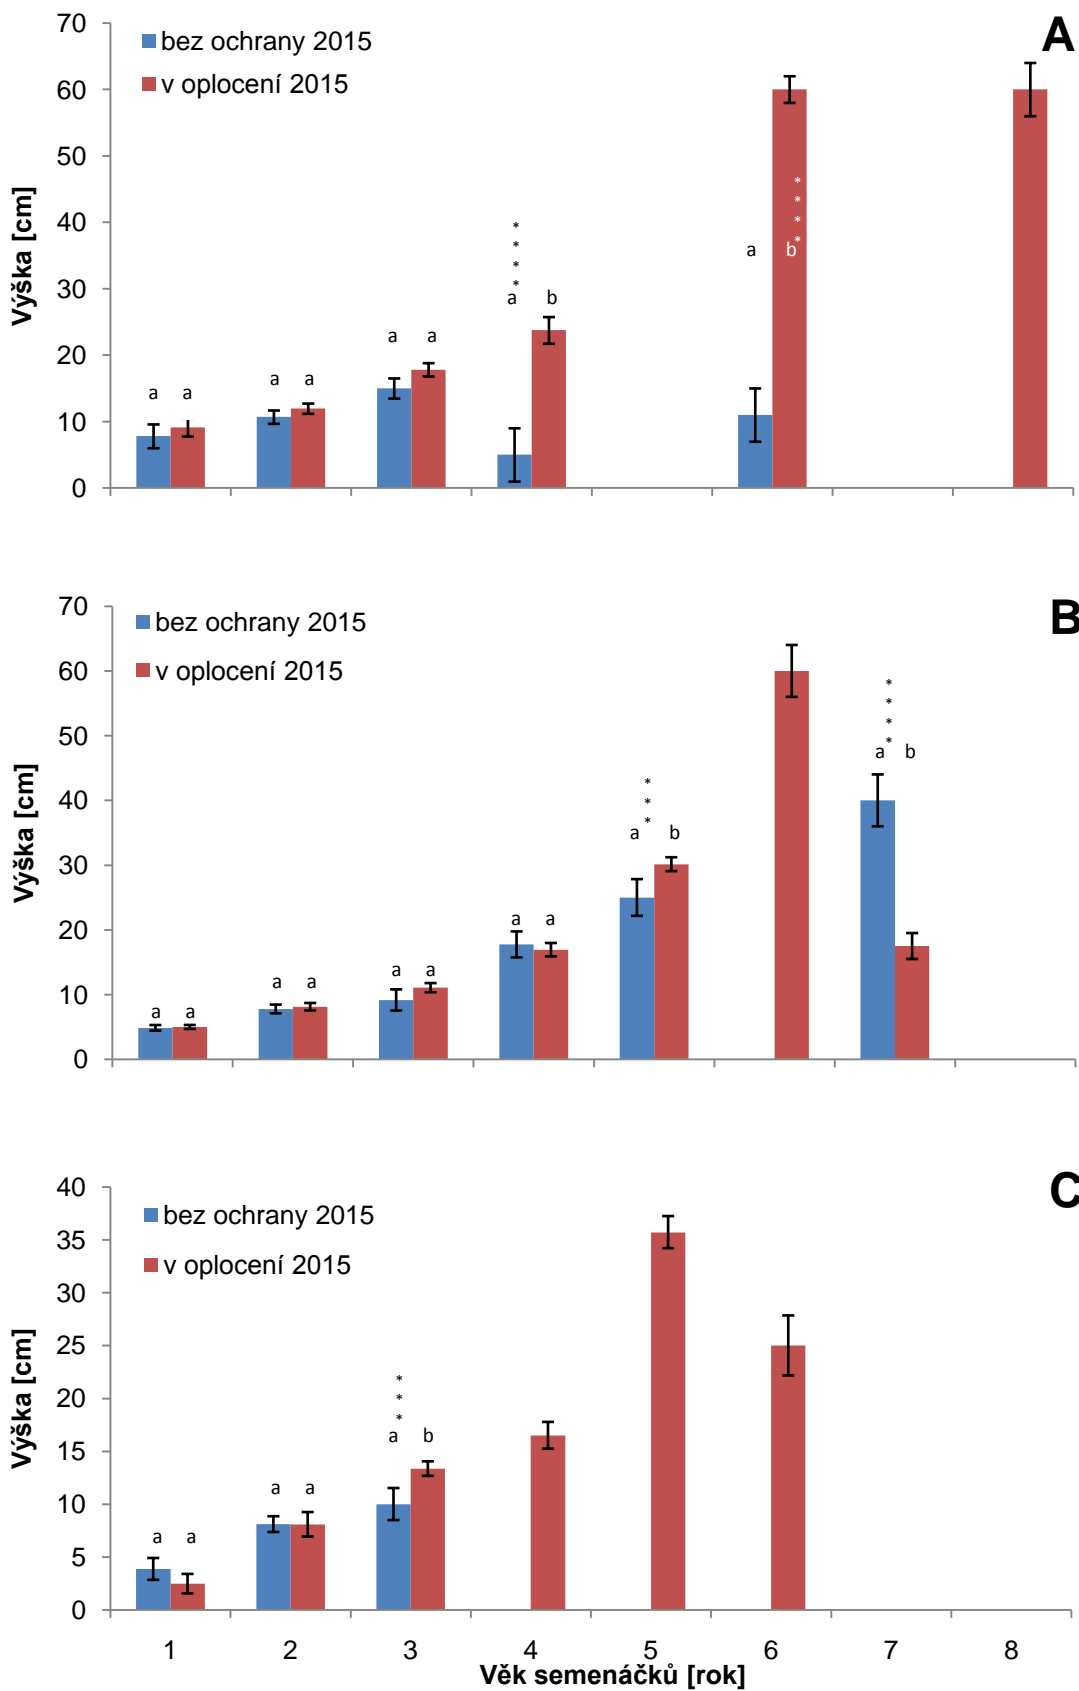 A
70
60
50
40
30
20
10
0
Výška [cm]
bez ochrany 2015
v oplocení 2015
a a
a a
a a
****
a b
a b
****
B
70
60
50
40
30
20
10
0
Výška [cm]
bez ochrany 2015
v oplocení 2015
a a
a a
a a
a a
***
a b
****
a b
C
40
35
30
25
20
15
10
5
0
Výška [cm]
bez ochrany 2015
v oplocení 2015
a a
a a
***
a b
1 2 3 4 5 6 7 8
Věk semenáčků [rok]